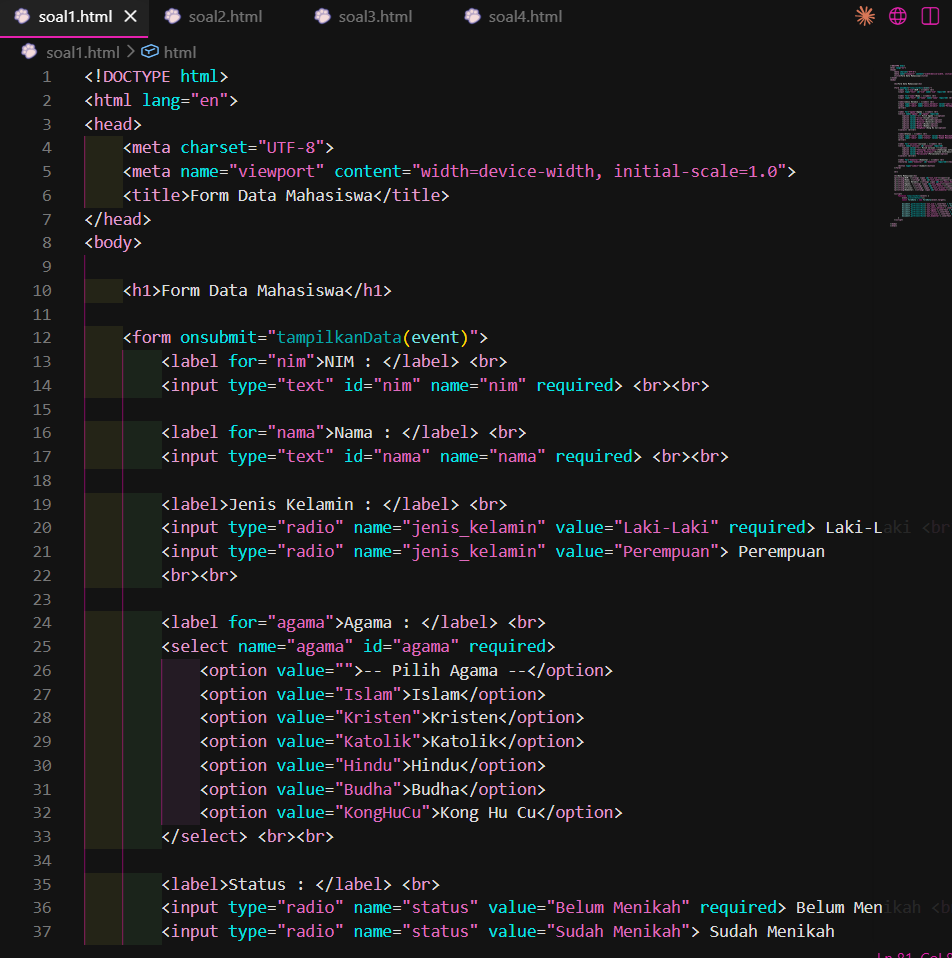 soal1.html
soal2.html
soal3.html
soal4.html
soal1.html > html
1 <!DOCTYPE html>
2 <html lang="en">
3 <head>
4 <meta charset="UTF-8">
5 <meta name="viewport" content="width=device-width, initial-scale=1.0">
6 <title>Form Data Mahasiswa</title>
7 </head>
8 <body>
9
10 <h1>Form Data Mahasiswa</h1>
11
12 <form onsubmit="tampilkanData(event)">
13 <label for="nim">NIM : </label> <br>
14 <input type="text" id="nim" name="nim" required> <br><br>
15
16 <label for="nama">Nama : </label> <br>
17 <input type="text" id="nama" name="nama" required> <br><br>
18
19 <label>Jenis Kelamin : </label> <br>
20 <input type="radio" name="jenis_kelamin" value="Laki-Laki" required> Laki-Laki <br
21 <input type="radio" name="jenis_kelamin" value="Perempuan"> Perempuan
22 <br><br>
23
24 <label for="agama">Agama : </label> <br>
25 <select name="agama" id="agama" required>
26 <option value="">-- Pilih Agama --</option>
27 <option value="Islam">Islam</option>
28 <option value="Kristen">Kristen</option>
29 <option value="Katolik">Katolik</option>
30 <option value="Hindu">Hindu</option>
31 <option value="Budha">Budha</option>
32 <option value="KongHuCu">Kong Hu Cu</option>
33 </select> <br><br>
34
35 <label>Status : </label> <br>
36 <input type="radio" name="status" value="Belum Menikah" required> Belum Menikah <b
37 <input type="radio" name="status" value="Sudah Menikah"> Sudah Menikah